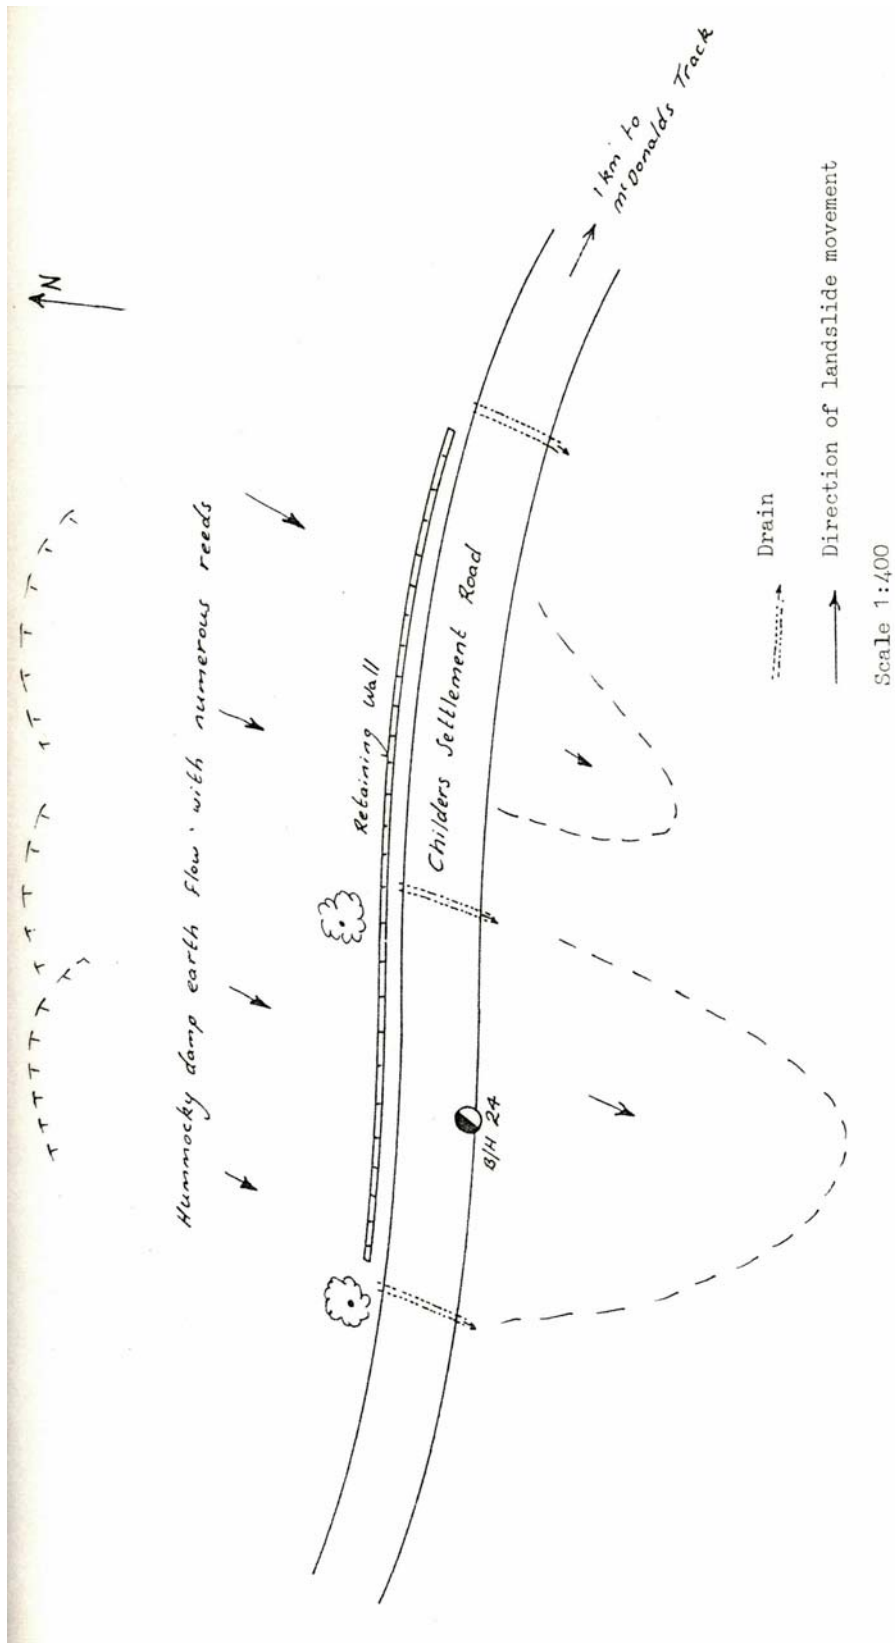 N
Hummocky damp earth flow with numerous reeds
Retaining Wall
Childers Settlement Road
1 km to
McDonalds Track
B/H 24
Drain
Direction of landslide movement
Scale 1:400